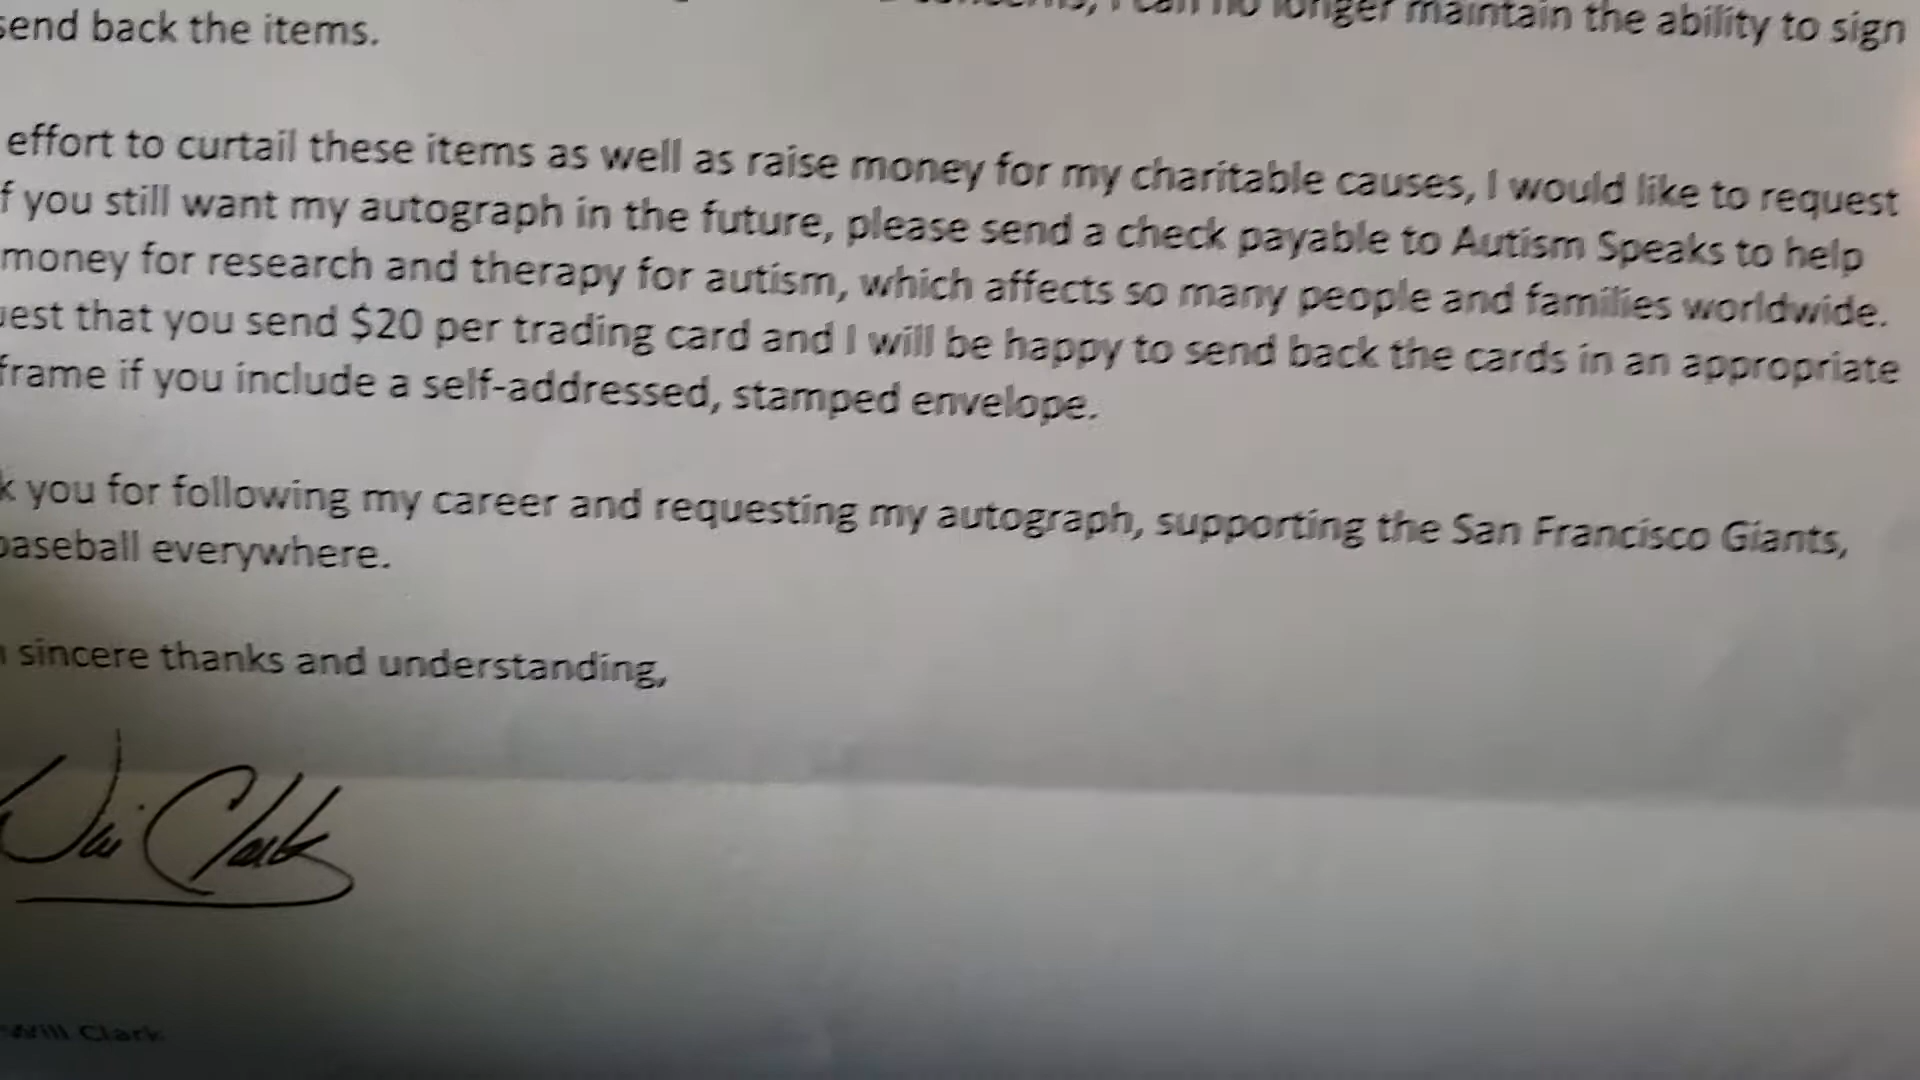 send back the items.
can no longer maintain the ability to sign
effort to curtail these items as well as raise money for my charitable causes, I would like to request
f you still want my autograph in the future, please send a check payable to Autism Speaks to help
money for research and therapy for autism, which affects so many people and families worldwide.
uest that you send $20 per trading card and I will be happy to send back the cards in an appropriate
frame if you include a self-addressed, stamped envelope.
k you for following my career and requesting my autograph, supporting the San Francisco Giants,
baseball everywhere.
sincere thanks and understanding,
Will Clark
Will Clark